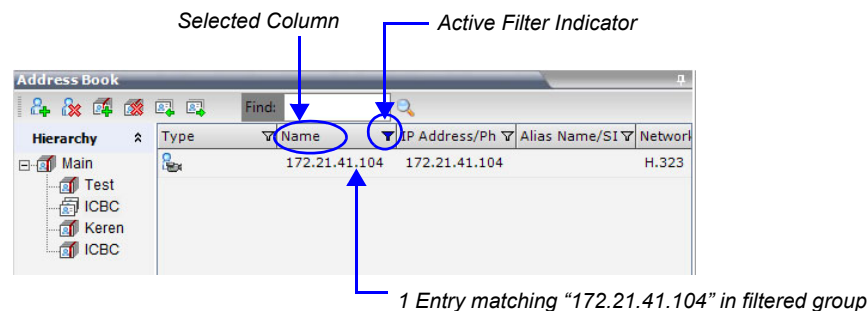 Selected Column
Active Filter Indicator
Address Book
Find:
Hierarchy
Type
Name
IP Address/Ph
Alias Name/SI
Network
Main
172.21.41.104
172.21.41.104
H.323
Test
ICBC
Keren
ICBC
1 Entry matching “172.21.41.104” in filtered group